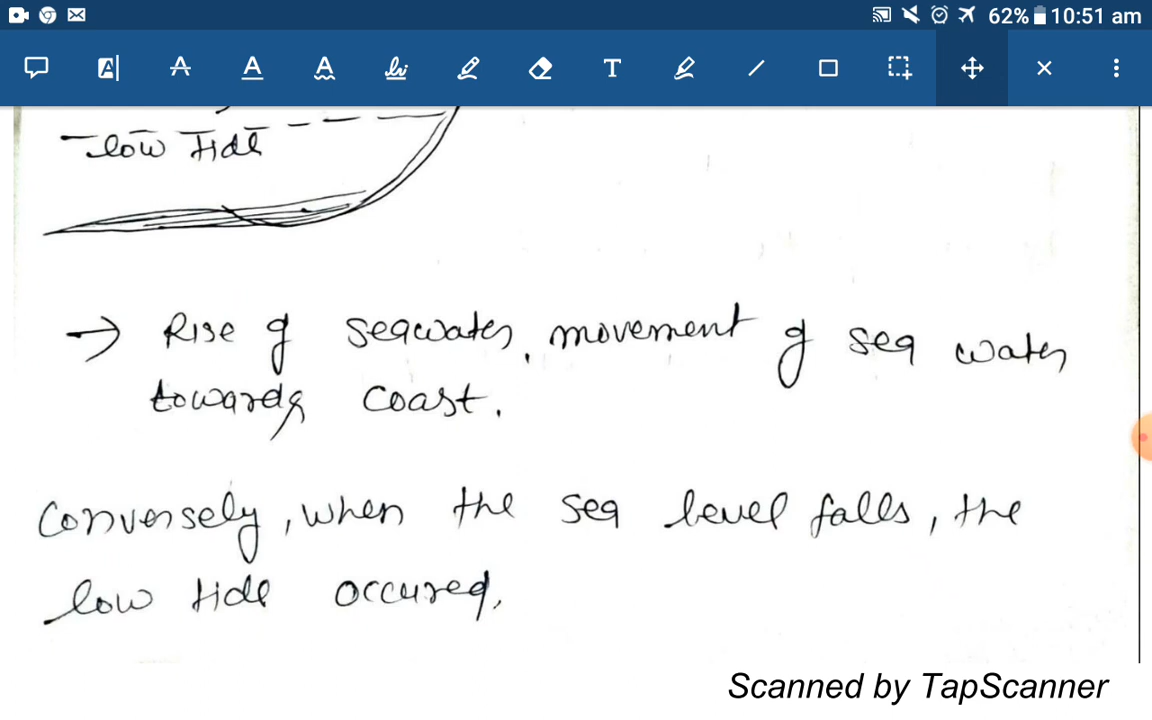 62% 10:51 am
low Tide
→ Rise of seawater, movement of sea water
towards coast.
Conversely, when the sea level falls, the
low tide occured.
Scanned by TapScanner